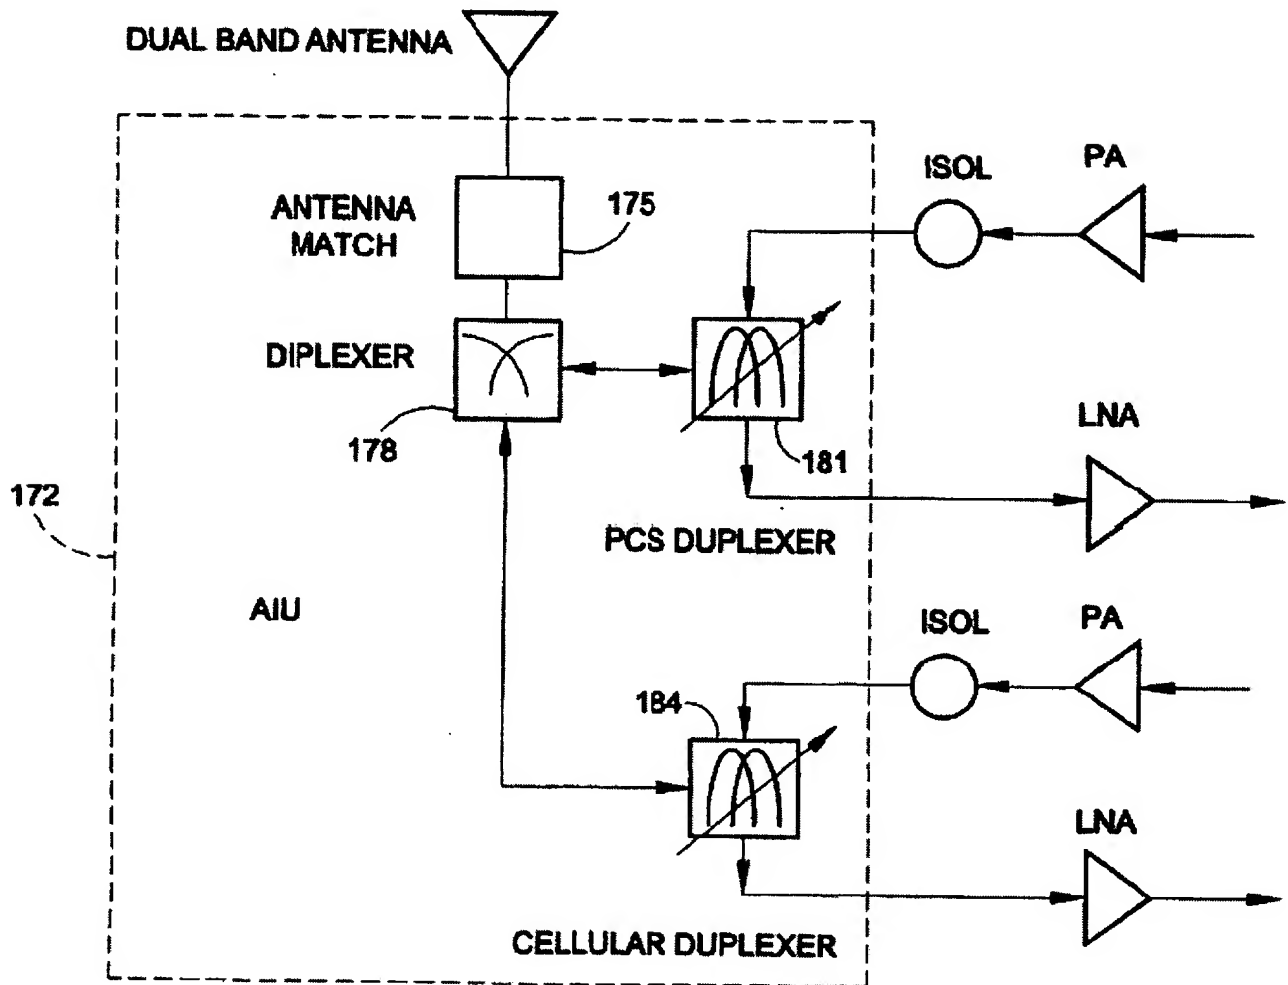 DUAL BAND ANTENNA
ISOL
PA
ANTENNA
MATCH
175
DIPLEXER
178
181
LNA
172
PCS DUPLEXER
AIU
ISOL
PA
184
LNA
CELLULAR DUPLEXER